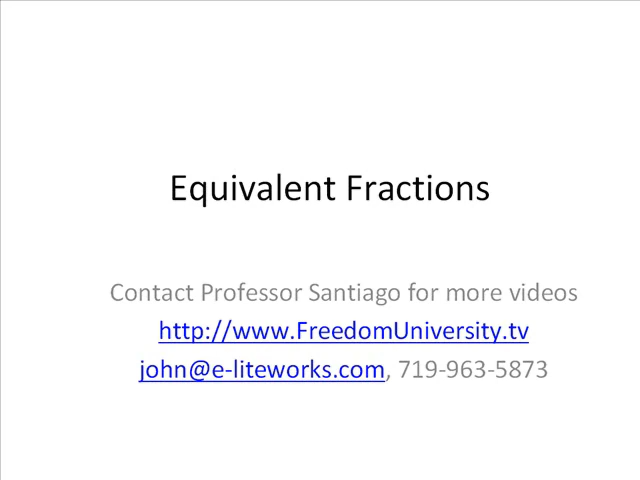 Equivalent Fractions
Contact Professor Santiago for more videos
http://www.FreedomUniversity.tv
john@e-liteworks.com, 719-963-5873